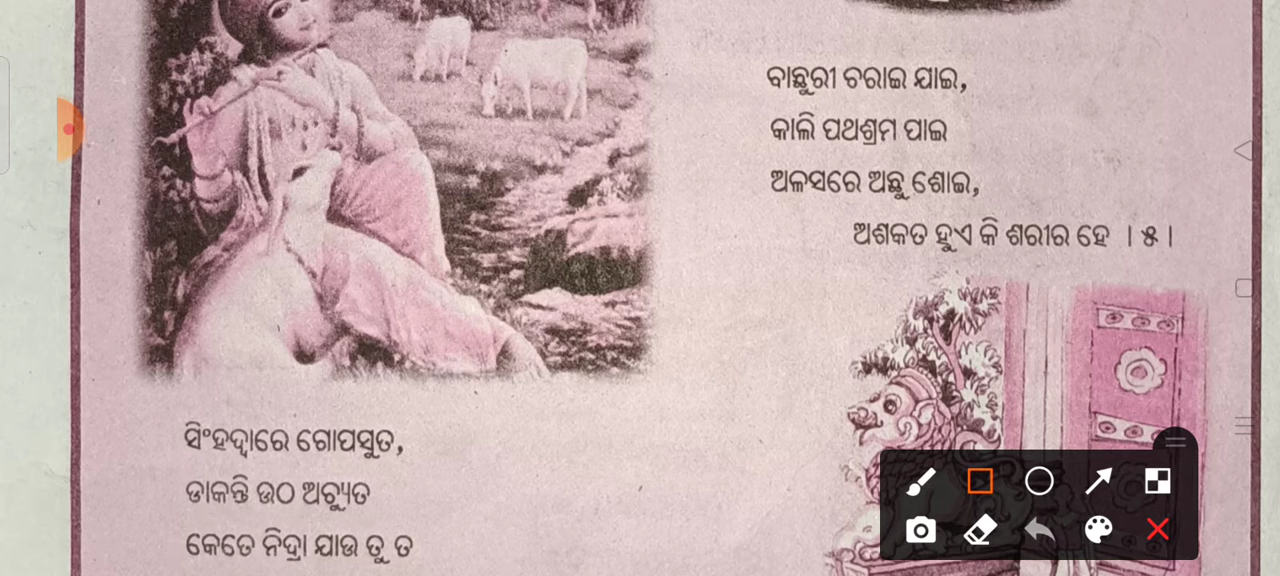 ବାଛୁରୀ ଚରାଇ ଯାଇ,
କାଲି ପଥଶ୍ରମ ପାଇ
ଅଳସରେ ଅଛୁ ଶୋଇ,
ଅଶକତ ହୁଏ କି ଶରୀର ହେ । ୫ ।
ସିଂହଦ୍ୱାରେ ଗୋପସୁତ,
ଡାକନ୍ତି ଉଠ ଅଚ୍ୟୁତ
କେତେ ନିଦ୍ରା ଯାଉ ତୁ ତ